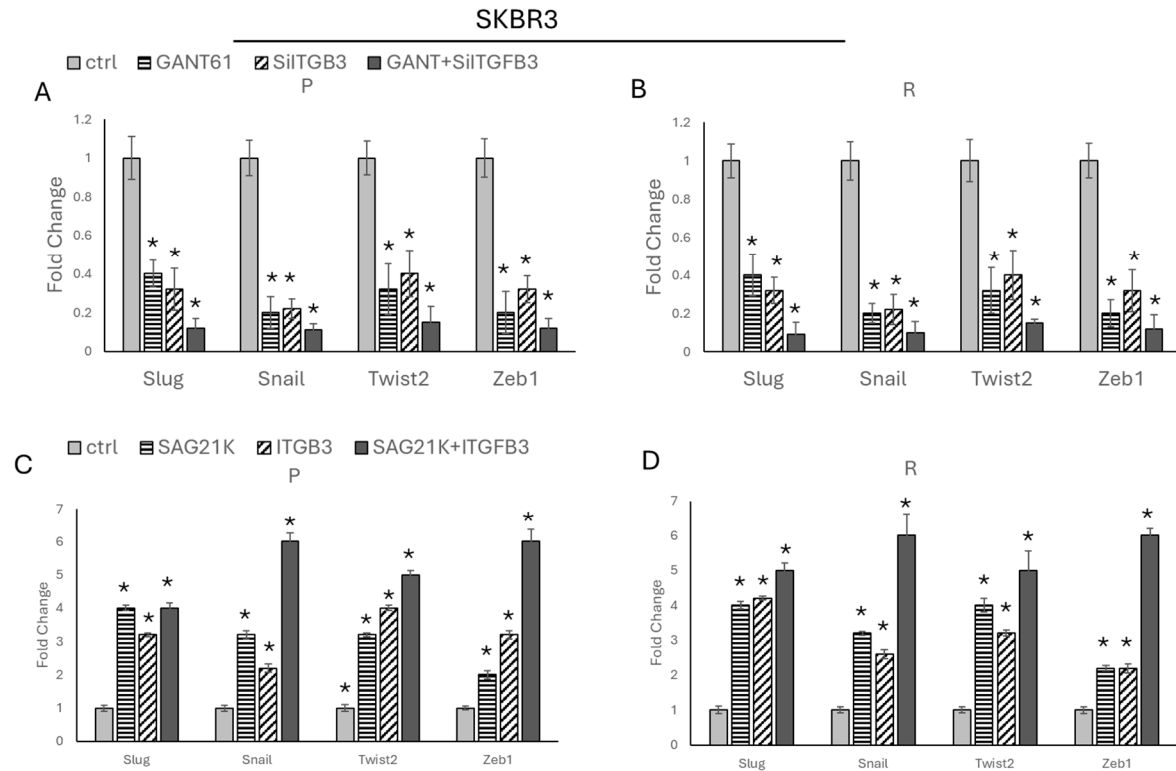 SKBR3
ctrl GANT61 SiITGB3 GANT+SiITGFB3
A P
B R
Fold Change
1.2
1
0.8
0.6
0.4
0.2
0
* * * * * * * * * * * *
Slug Snail Twist2 Zeb1
Fold Change
1.2
1
0.8
0.6
0.4
0.2
0
* * * * * * * * * * * *
Slug Snail Twist2 Zeb1
ctrl SAG21K ITGB3 SAG21K+ITGFB3
C P
D R
Fold Change
7
6
5
4
3
2
1
0
* * * * * * * * * * * * *
Slug Snail Twist2 Zeb1
Fold Change
7
6
5
4
3
2
1
0
* * * * * * * * * * * *
Slug Snail Twist2 Zeb1